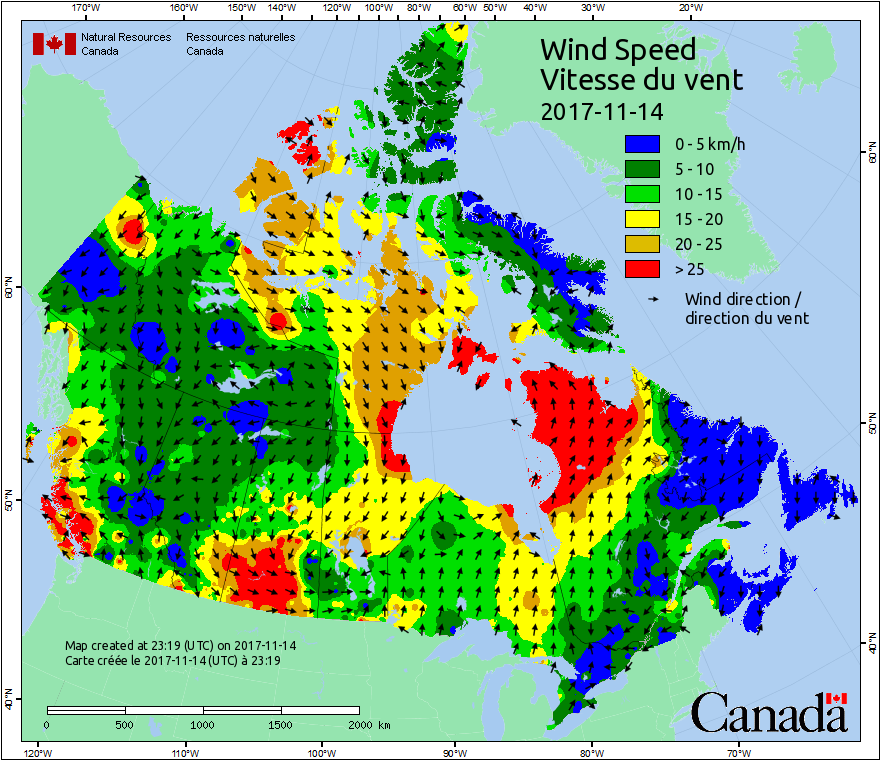 170°W 160°W 150°W 140°W 120°W 100°W 80°W 60°W 50°W 40°W 30°W 20°W
Natural Resources Ressources naturelles
Canada Canada
Wind Speed
Vitesse du vent
2017-11-14
0 - 5 km/h
5 - 10
10 - 15
15 - 20
20 - 25
> 25
Wind direction /
direction du vent
60°N
60°N
50°N
50°N
40°N
40°N
Map created at 23:19 (UTC) on 2017-11-14
Carte créée le 2017-11-14 (UTC) à 23:19
0 500 1000 1500 2000 km
Canada
120°W 110°W 100°W 90°W 80°W 70°W